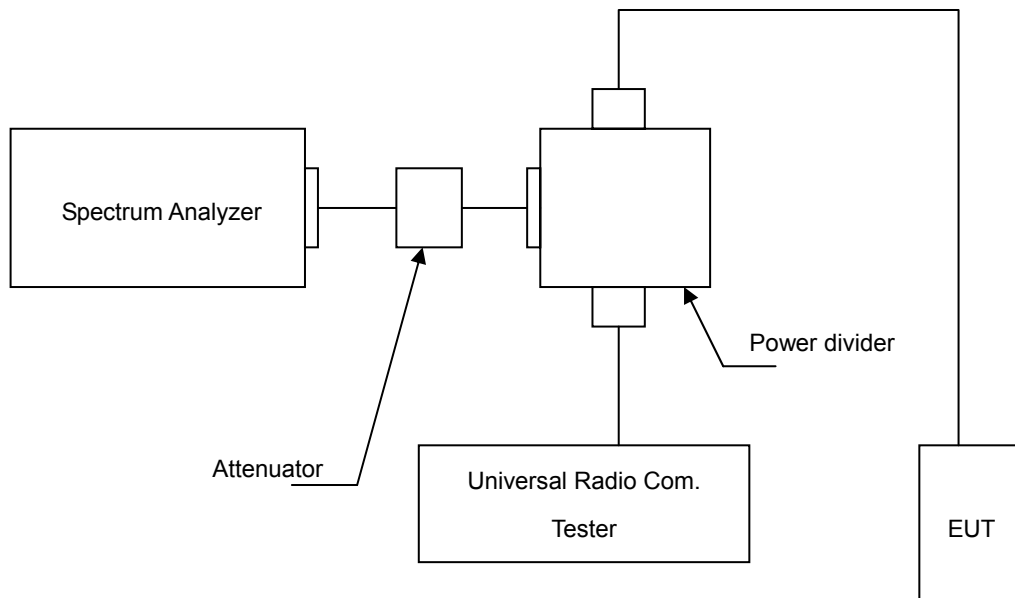 Spectrum Analyzer
Power divider
Attenuator
Universal Radio Com.
Tester
EUT